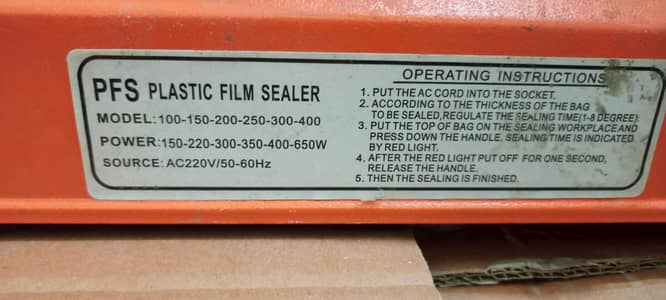 PFS PLASTIC FILM SEALER
MODEL:100-150-200-250-300-400
POWER:150-220-300-350-400-650W
SOURCE:AC220V/50-60Hz
OPERATING INSTRUCTIONS
1. PUT THE AC CORD INTO THE SOCKET.
2. ACCORDING TO THE THICKNESS OF THE BAG
TO BE SEALED,REGULATE THE SEALING TIME(1-8 DEGREE).
3. PUT THE TOP OF BAG ON THE SEALING WORKPLACE AND
PRESS DOWN THE HANDLE. SEALING TIME IS INDICATED
BY RED LIGHT.
4. AFTER THE RED LIGHT PUT OFF FOR ONE SECOND,
RELEASE THE HANDLE.
5. THEN THE SEALING IS FINISHED.